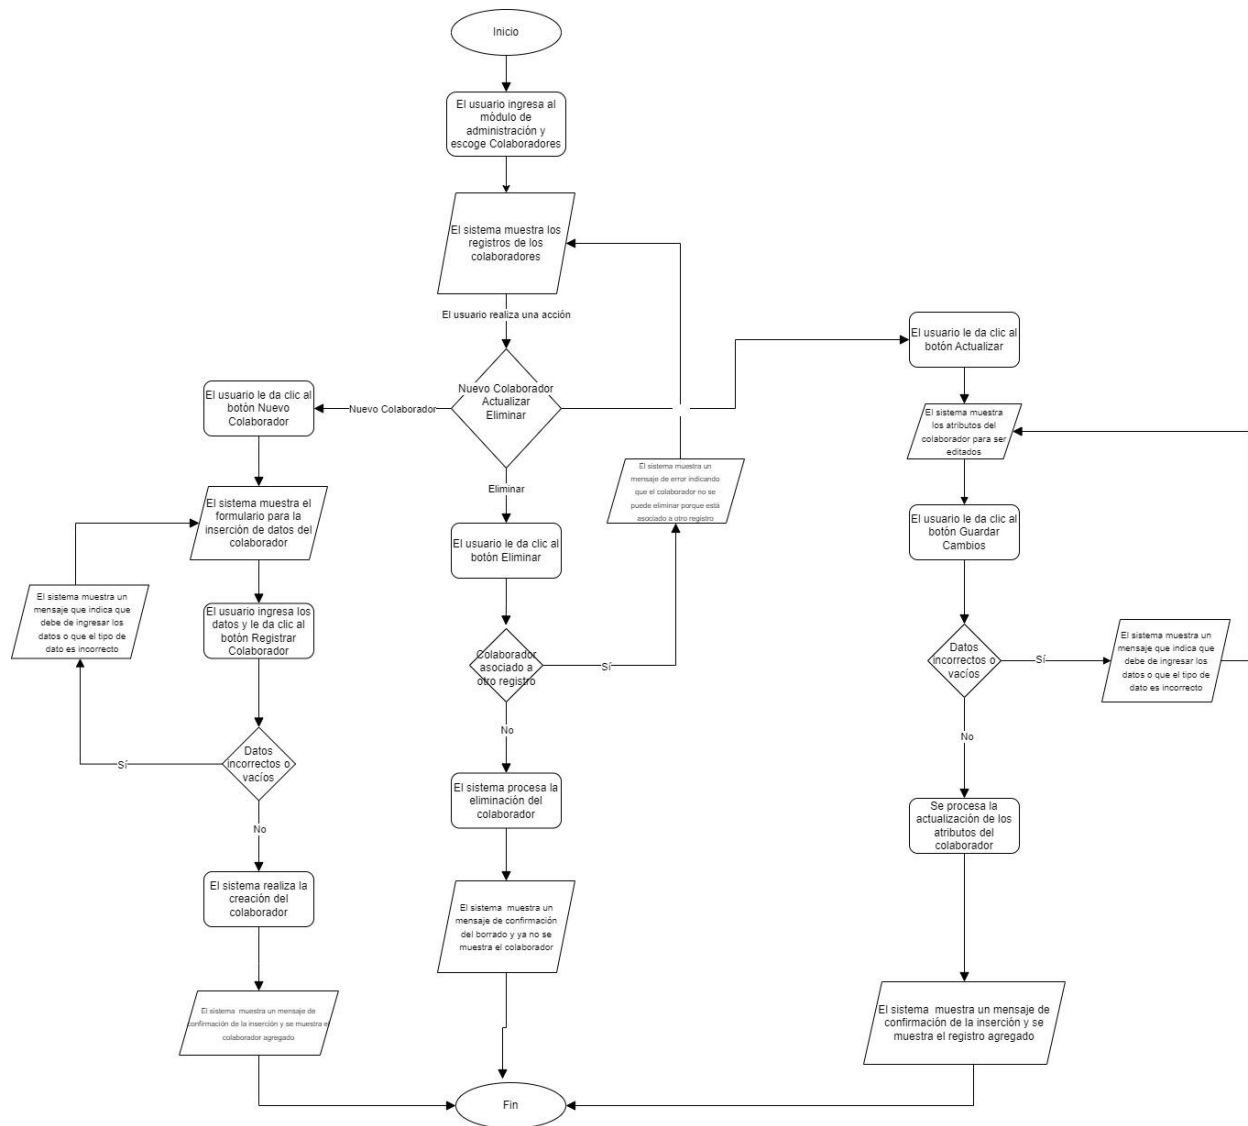 Inicio
El usuario ingresa al
módulo de
administración y
escoge Colaboradores
El sistema muestra los
registros de los
colaboradores
El usuario realiza una acción
Nuevo Colaborador
Actualizar
Eliminar
Nuevo Colaborador
El usuario le da clic al
botón Nuevo
Colaborador
El sistema muestra el
formulario para la
inserción de datos del
colaborador
El usuario ingresa los
datos y le da clic al
botón Registrar
Colaborador
El sistema muestra un
mensaje que indica que
debe de ingresar los
datos o que el tipo de
dato es incorrecto
Datos
incorrectos o
vacíos
Sí
No
El sistema realiza la
creación del
colaborador
El sistema muestra un mensaje de
confirmación de la inserción y se muestra el
colaborador agregado
Eliminar
El usuario le da clic al
botón Eliminar
Colaborador
asociado a
otro registro
Sí
El sistema muestra un
mensaje de error indicando
que el colaborador no se
puede eliminar porque está
asociado a otro registro
No
El sistema procesa la
eliminación del
colaborador
El sistema muestra un
mensaje de confirmación
del borrado y ya no se
muestra el colaborador
El usuario le da clic al
botón Actualizar
El sistema muestra
los atributos del
colaborador para ser
editados
El usuario le da clic al
botón Guardar
Cambios
Datos
incorrectos o
vacíos
Sí
El sistema muestra un
mensaje que indica que
debe de ingresar los
datos o que el tipo de
dato es incorrecto
No
Se procesa la
actualización de los
atributos del
colaborador
El sistema muestra un mensaje de
confirmación de la inserción y se
muestra el registro agregado
Fin